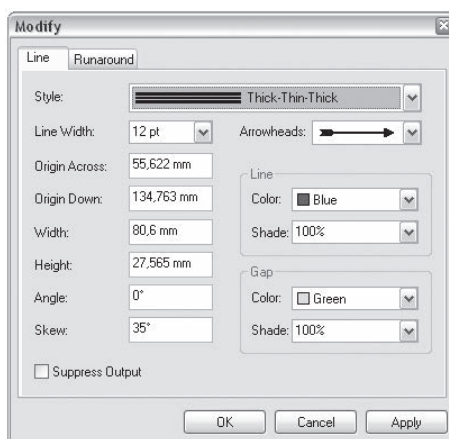 Modify
Line Runaround
Style: Thick-Thin-Thick
Line Width: 12 pt Arrowheads:
Origin Across: 55,622 mm
Line
Origin Down: 134,763 mm Color: Blue
Width: 80,6 mm Shade: 100%
Height: 27,565 mm
Gap
Angle: 0° Color: Green
Skew: 35° Shade: 100%
Suppress Output
OK Cancel Apply